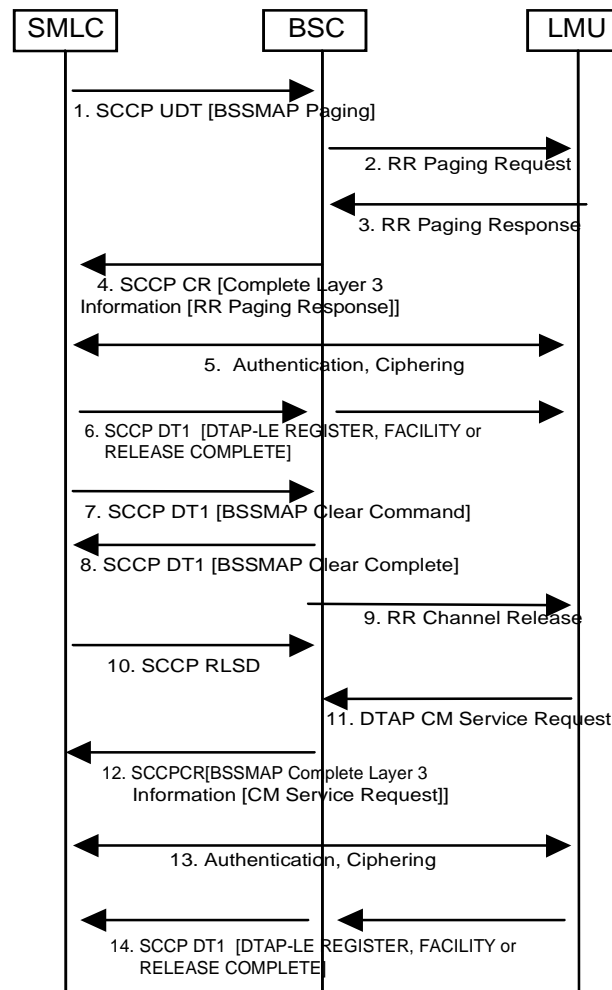 SMLC
BSC
LMU
1. SCCP UDT [BSSMAP Paging]
2. RR Paging Request
3. RR Paging Response
4. SCCP CR [Complete Layer 3
Information [RR Paging Response]]
5. Authentication, Ciphering
6. SCCP DT1 [DTAP-LE REGISTER, FACILITY or
RELEASE COMPLETE]
7. SCCP DT1 [BSSMAP Clear Command]
8. SCCP DT1 [BSSMAP Clear Complete]
9. RR Channel Release
10. SCCP RLSD
11. DTAP CM Service Request
12. SCCPCR[BSSMAP Complete Layer 3
Information [CM Service Request]]
13. Authentication, Ciphering
14. SCCP DT1 [DTAP-LE REGISTER, FACILITY or
RELEASE COMPLETE]